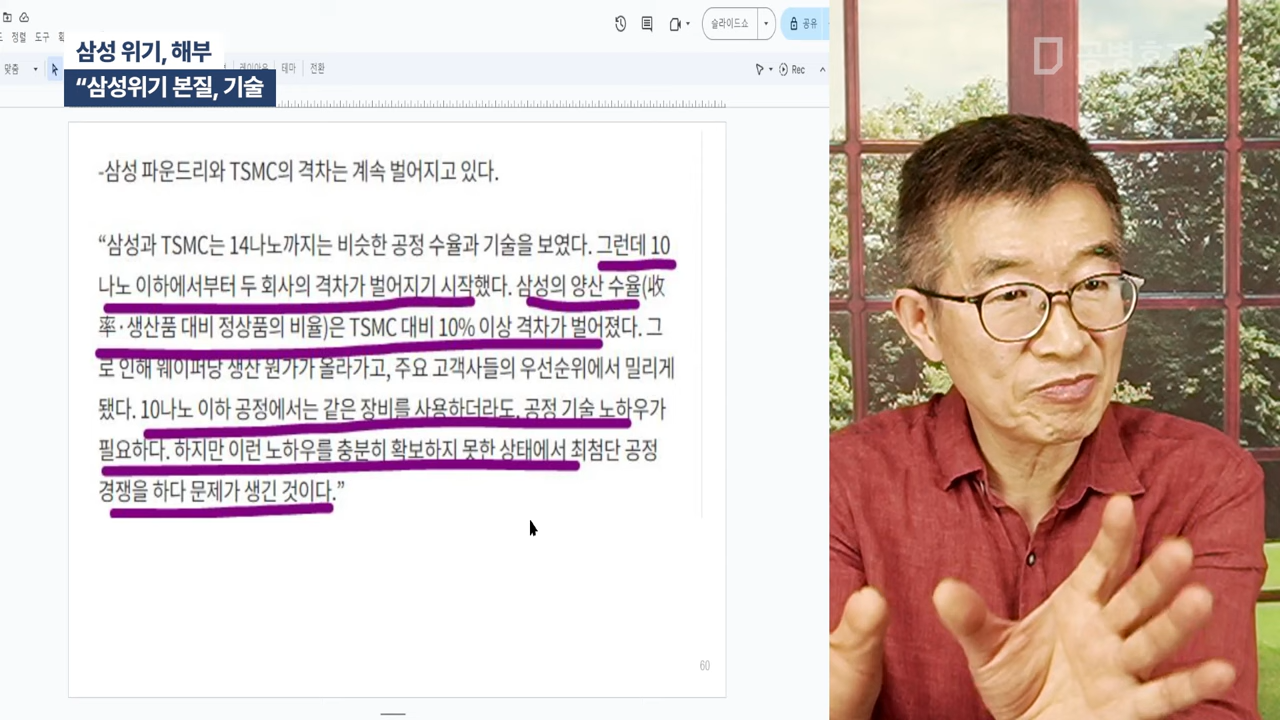 정렬 도구
삼성 위기, 해부
“삼성위기 본질, 기술
맞춤
테마 전환
슬라이드쇼
공유
Rec
-삼성 파운드리와 TSMC의 격차는 계속 벌어지고 있다.
“삼성과 TSMC는 14나노까지는 비슷한 공정 수율과 기술을 보였다. 그런데 10
나노 이하에서부터 두 회사의 격차가 벌어지기 시작했다. 삼성의 양산 수율(收
率·생산품 대비 정상품의 비율)은 TSMC 대비 10% 이상 격차가 벌어졌다. 그
로 인해 웨이퍼당 생산 원가가 올라가고, 주요 고객사들의 우선순위에서 밀리게
됐다. 10나노 이하 공정에서는 같은 장비를 사용하더라도, 공정 기술 노하우가
필요하다. 하지만 이런 노하우를 충분히 확보하지 못한 상태에서 최첨단 공정
경쟁을 하다 문제가 생긴 것이다.”
60